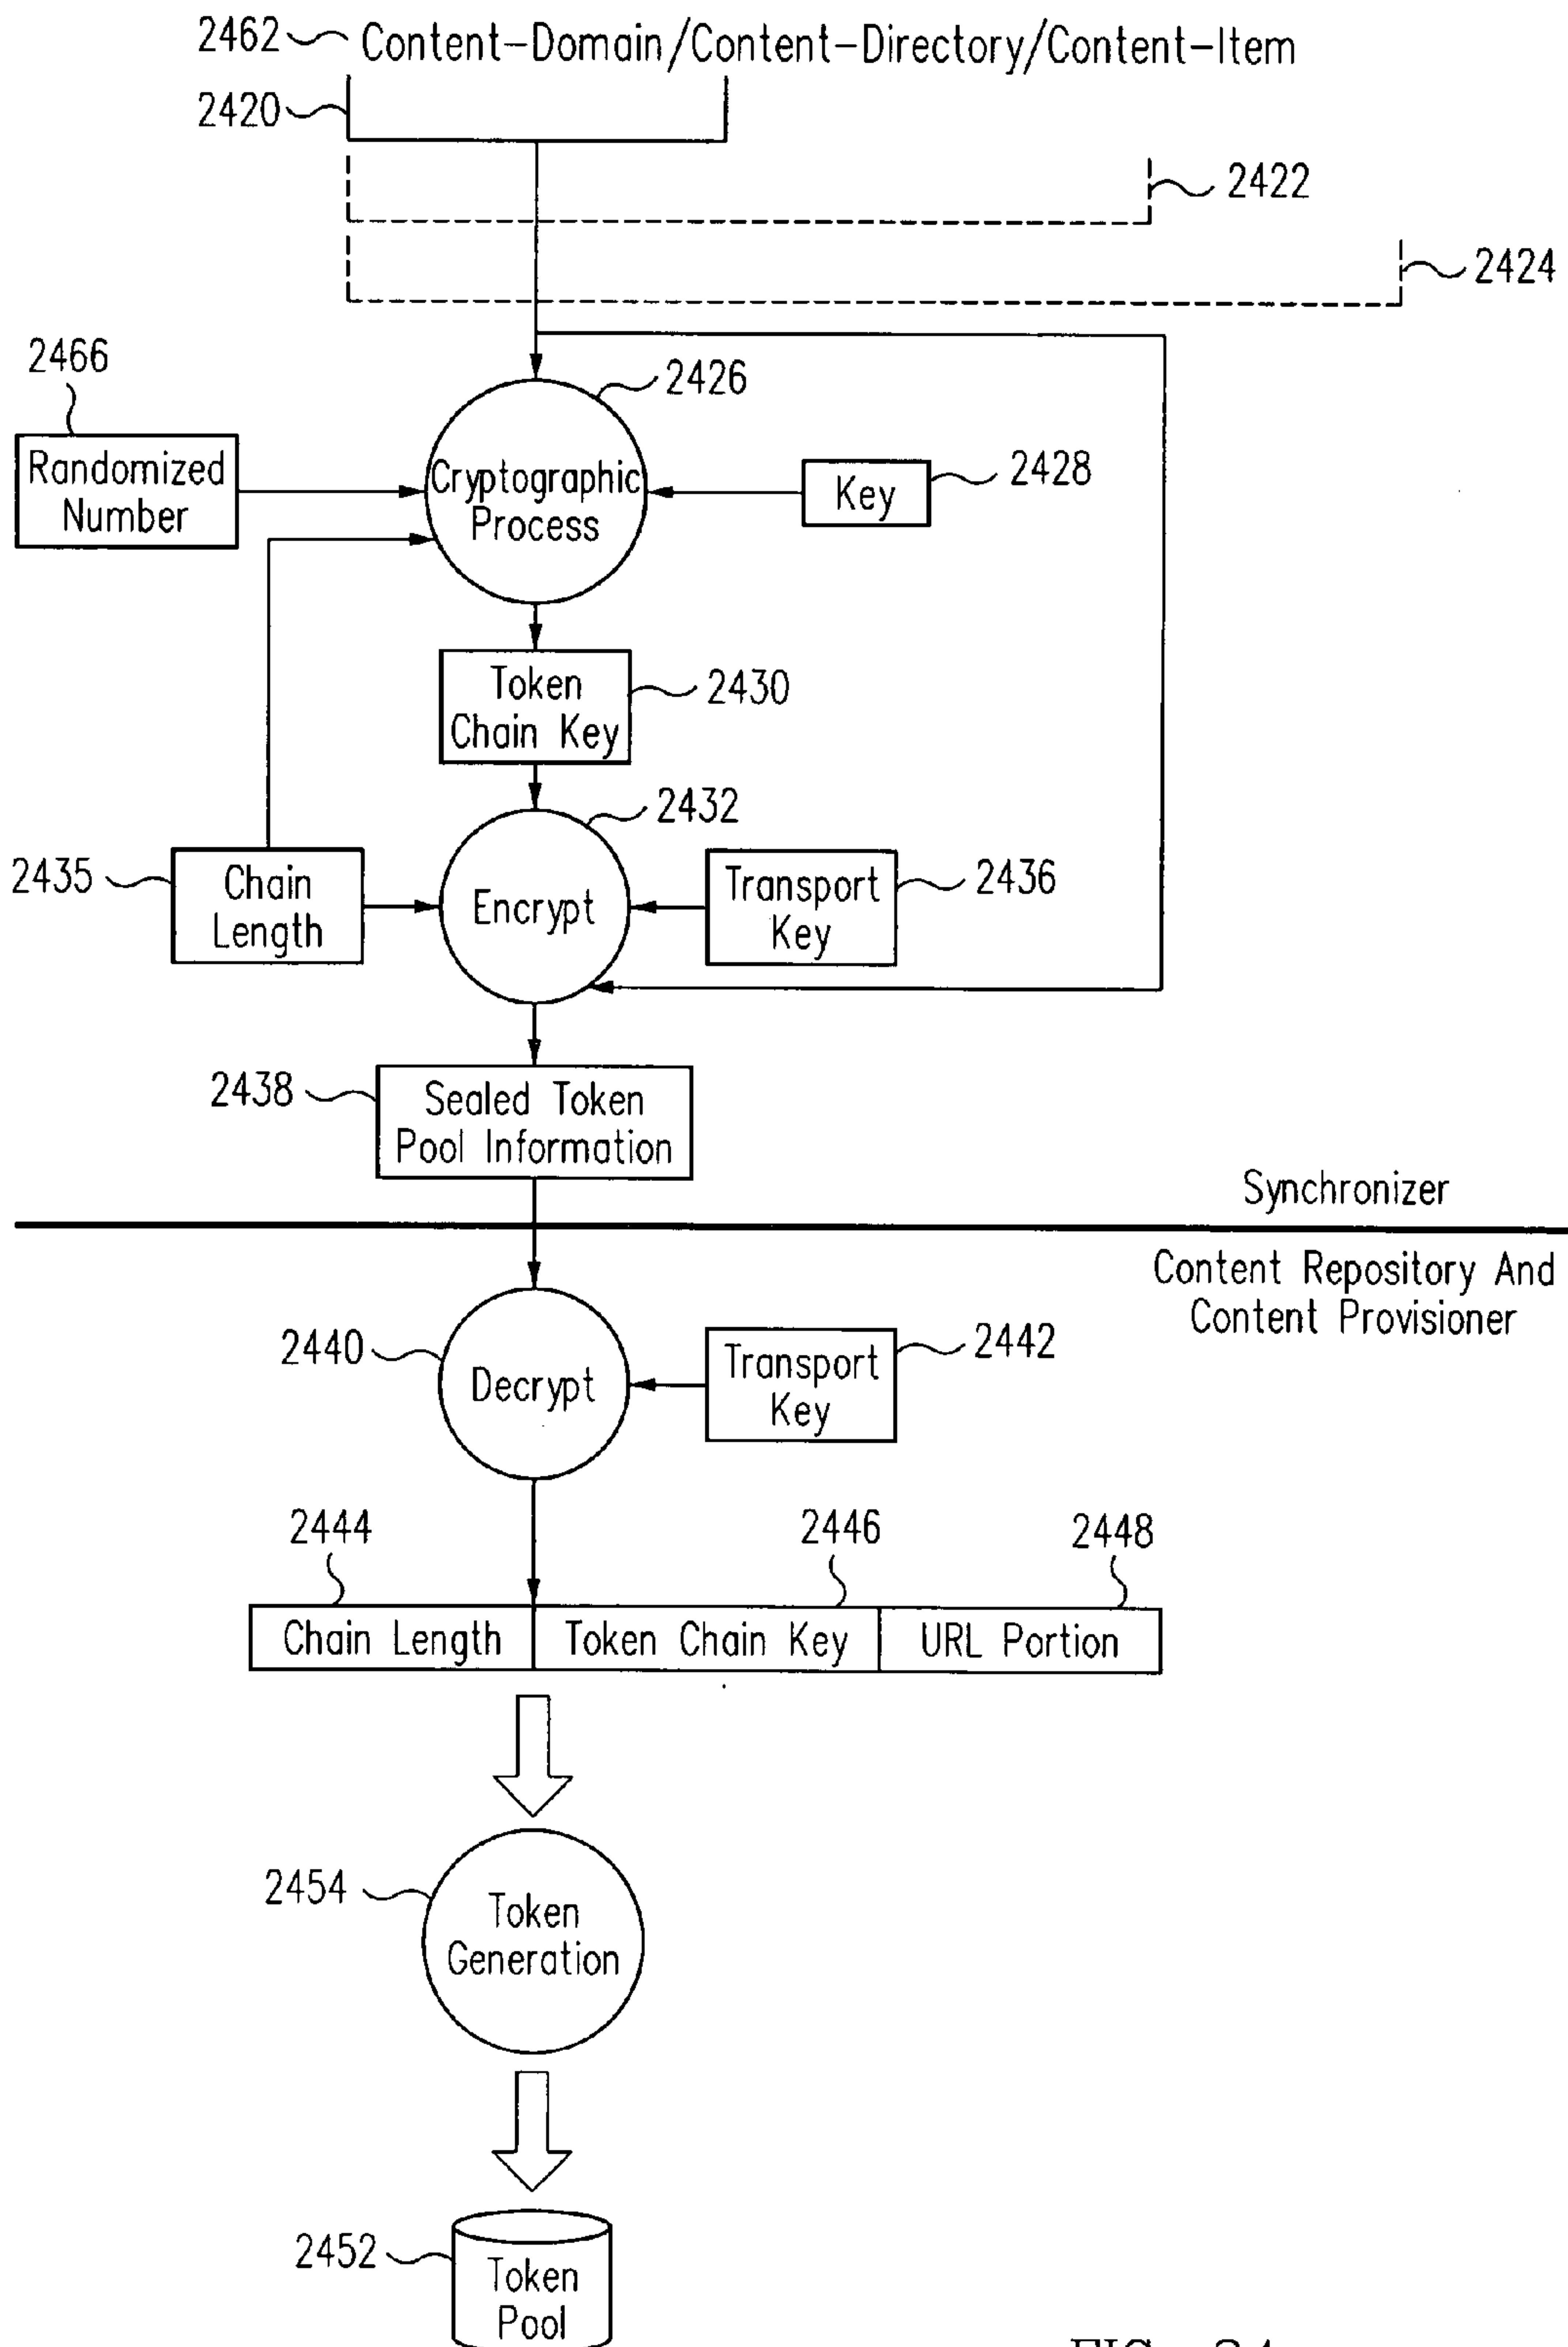 2462 Content-Domain/Content-Directory/Content-Item
2420
2422
2424
2466
2426
Randomized
Number
Cryptographic
Process
Key
2428
Token
Chain Key
2430
2432
2435
Chain
Length
Encrypt
Transport
Key
2436
2438
Sealed Token
Pool Information
Synchronizer
Content Repository And
Content Provisioner
2440
Decrypt
Transport
Key
2442
2444
2446
2448
Chain Length
Token Chain Key
URL Portion
2454
Token
Generation
2452
Token
Pool